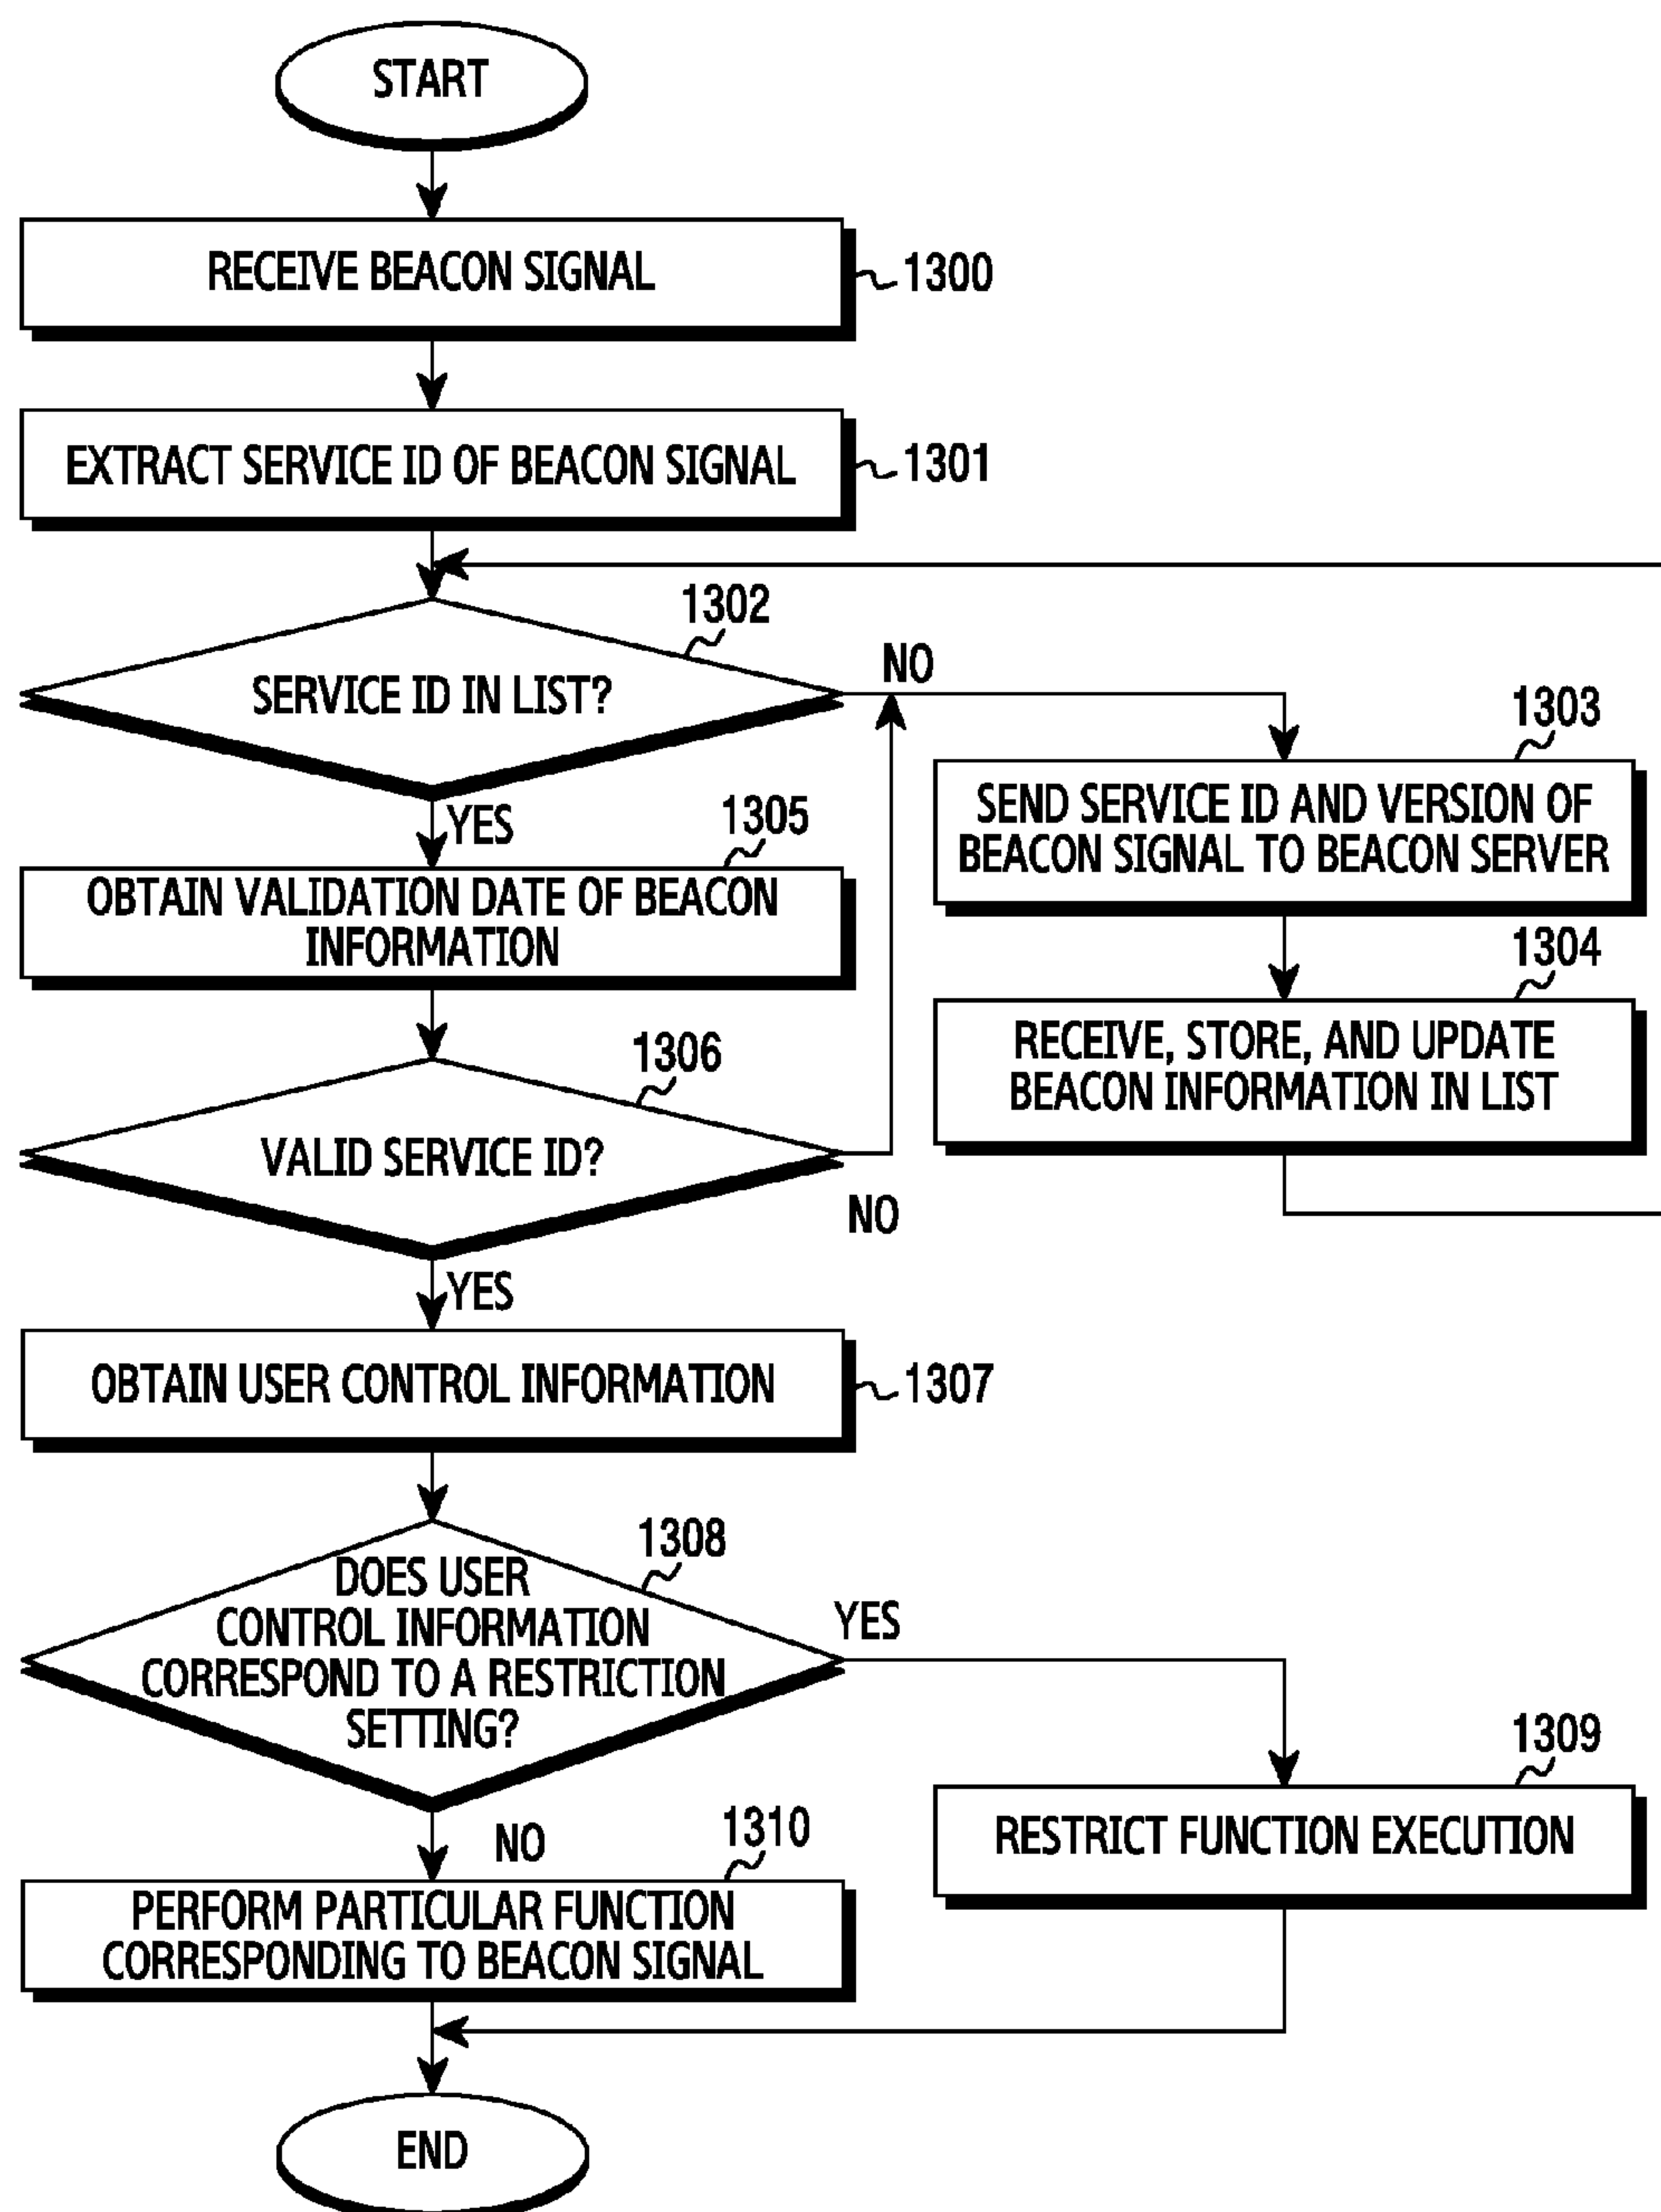 START
RECEIVE BEACON SIGNAL
1300
EXTRACT SERVICE ID OF BEACON SIGNAL
1301
1302
SERVICE ID IN LIST?
NO
YES
1303
SEND SERVICE ID AND VERSION OF
BEACON SIGNAL TO BEACON SERVER
1304
RECEIVE, STORE, AND UPDATE
BEACON INFORMATION IN LIST
1305
OBTAIN VALIDATION DATE OF BEACON
INFORMATION
1306
VALID SERVICE ID?
NO
YES
OBTAIN USER CONTROL INFORMATION
1307
1308
DOES USER
CONTROL INFORMATION
CORRESPOND TO A RESTRICTION
SETTING?
YES
1309
RESTRICT FUNCTION EXECUTION
NO
1310
PERFORM PARTICULAR FUNCTION
CORRESPONDING TO BEACON SIGNAL
END